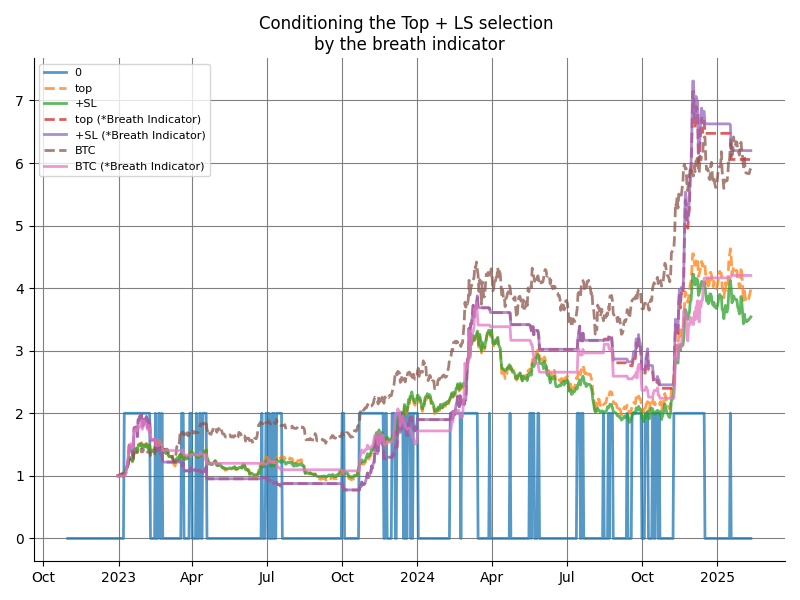 Conditioning the Top + LS selection
by the breath indicator
0
top
+SL
top (*Breath Indicator)
+SL (*Breath Indicator)
BTC
BTC (*Breath Indicator)
7
6
5
4
3
2
1
0
Oct
2023
Apr
Jul
Oct
2024
Apr
Jul
Oct
2025